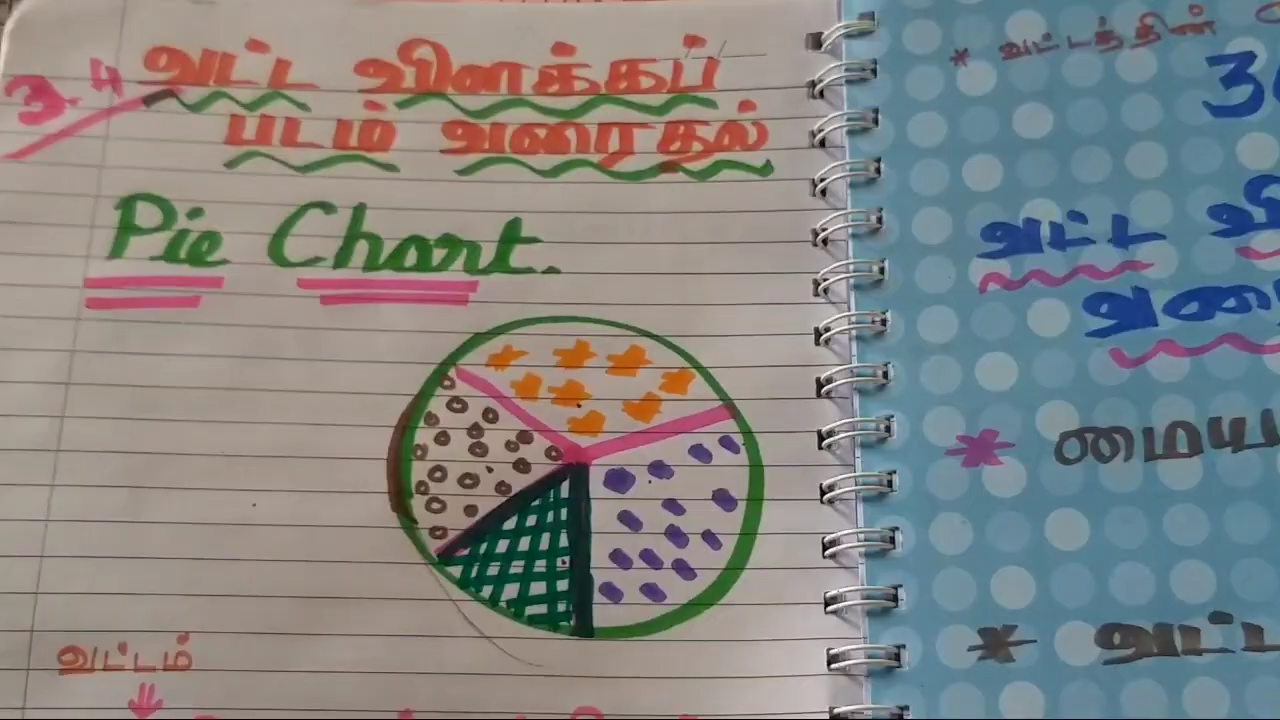 3.4 வட்ட விளக்கப்
படம் வரைதல்
Pie Chart.
வட்டம்
* வட்டத்தின்
வட்ட
* மைய